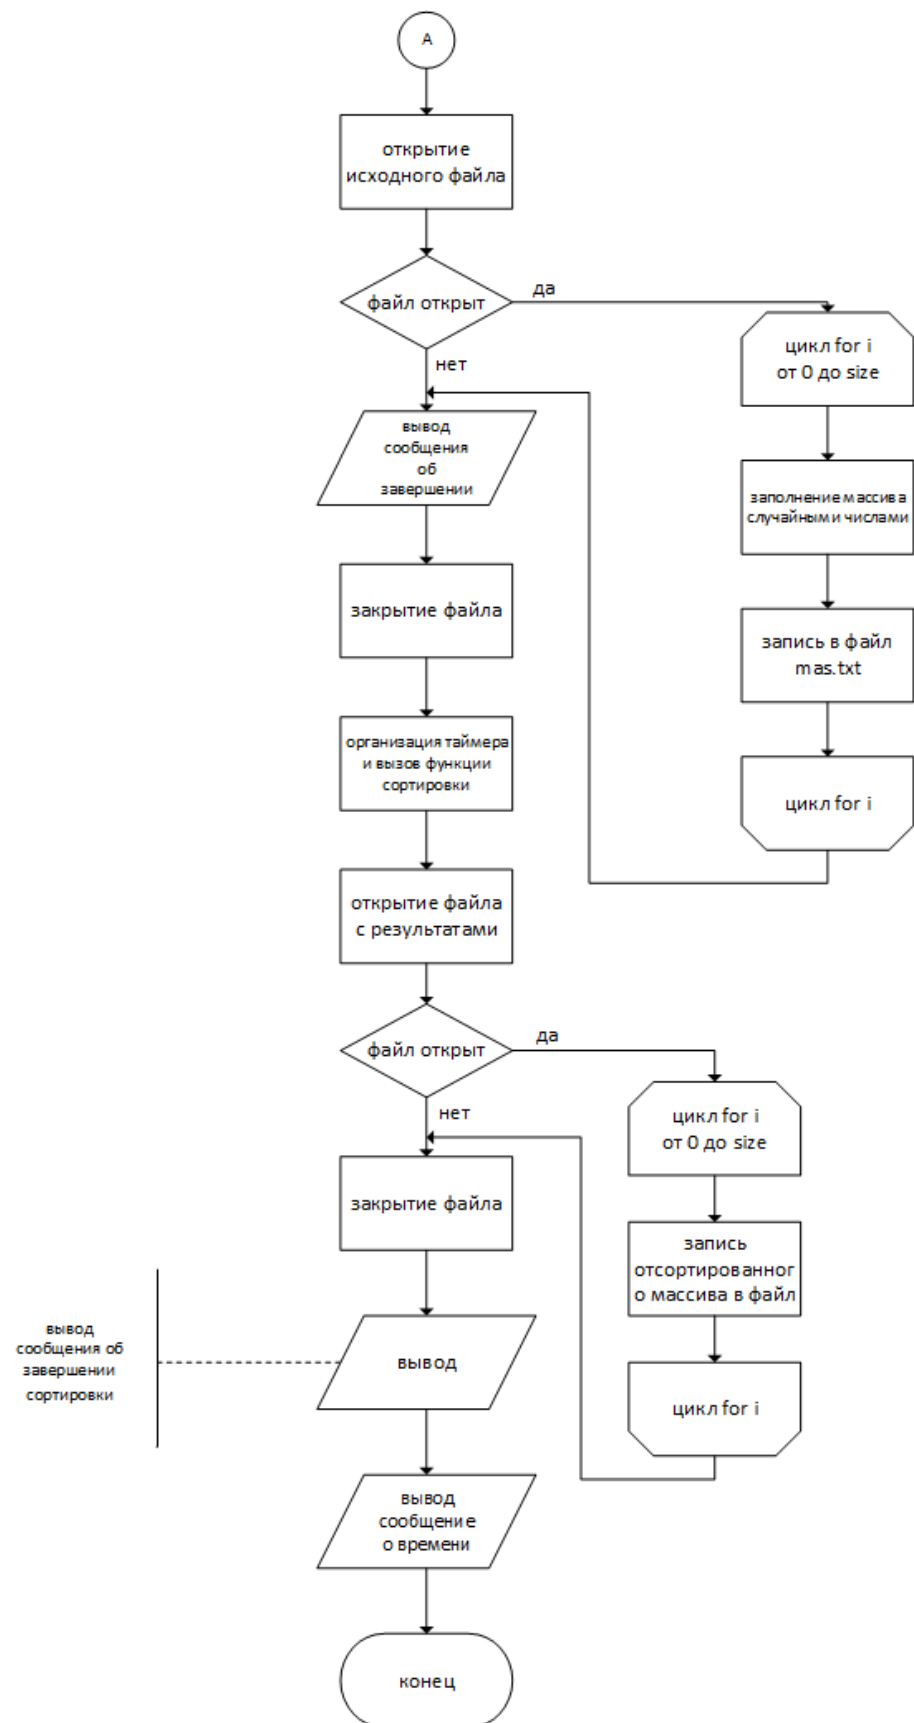 А
открытие
исходного файла
файл открыт
да
нет
цикл for i
от 0 до size
вывод
сообщения
об
завершении
заполнение массива
случайными числами
закрытие файла
запись в файл
mas.txt
организация таймера
и вызов функции
сортировки
цикл for i
открытие файла
с результатами
файл открыт
да
нет
цикл for i
от 0 до size
закрытие файла
запись
отсортированног
о массива в файл
вывод
сообщения об
завершении
сортировки
вывод
цикл for i
вывод
сообщение
о времени
конец